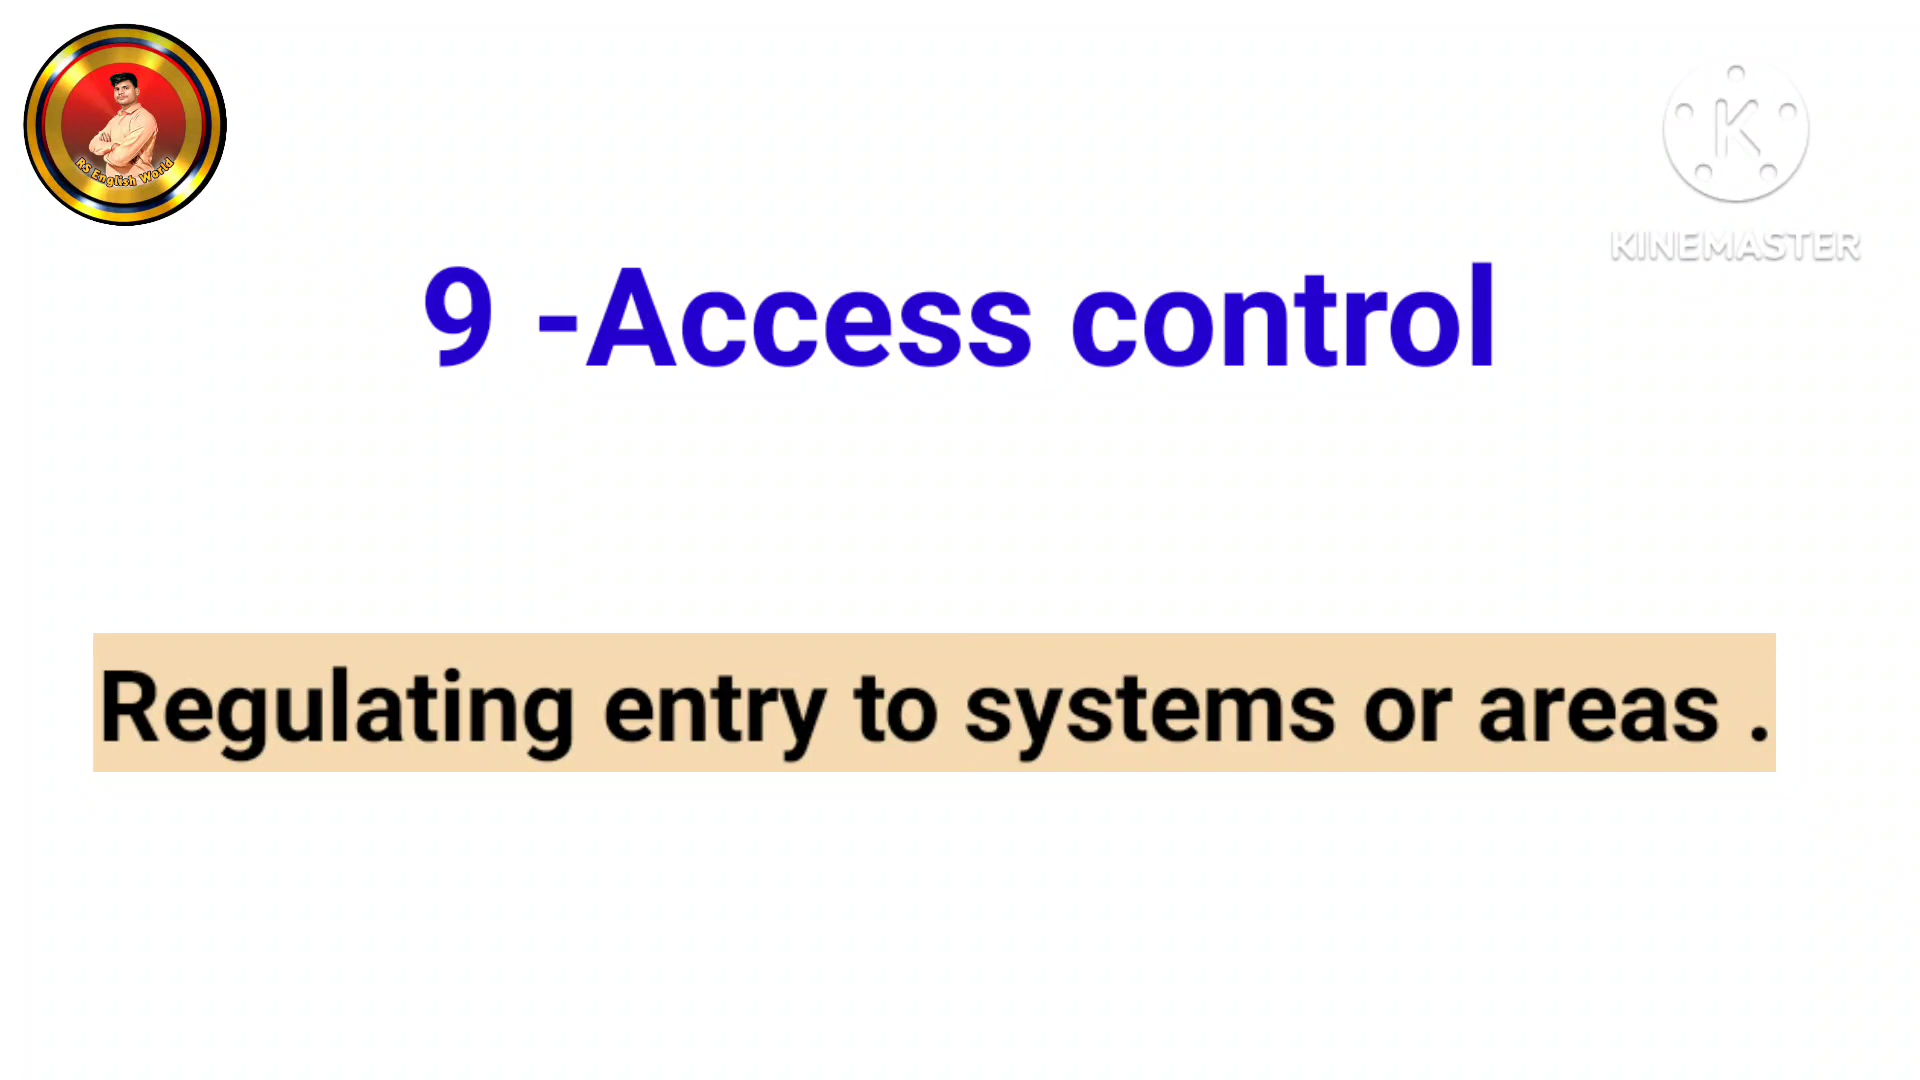 RS English World
KINEMASTER
9 -Access control
Regulating entry to systems or areas .